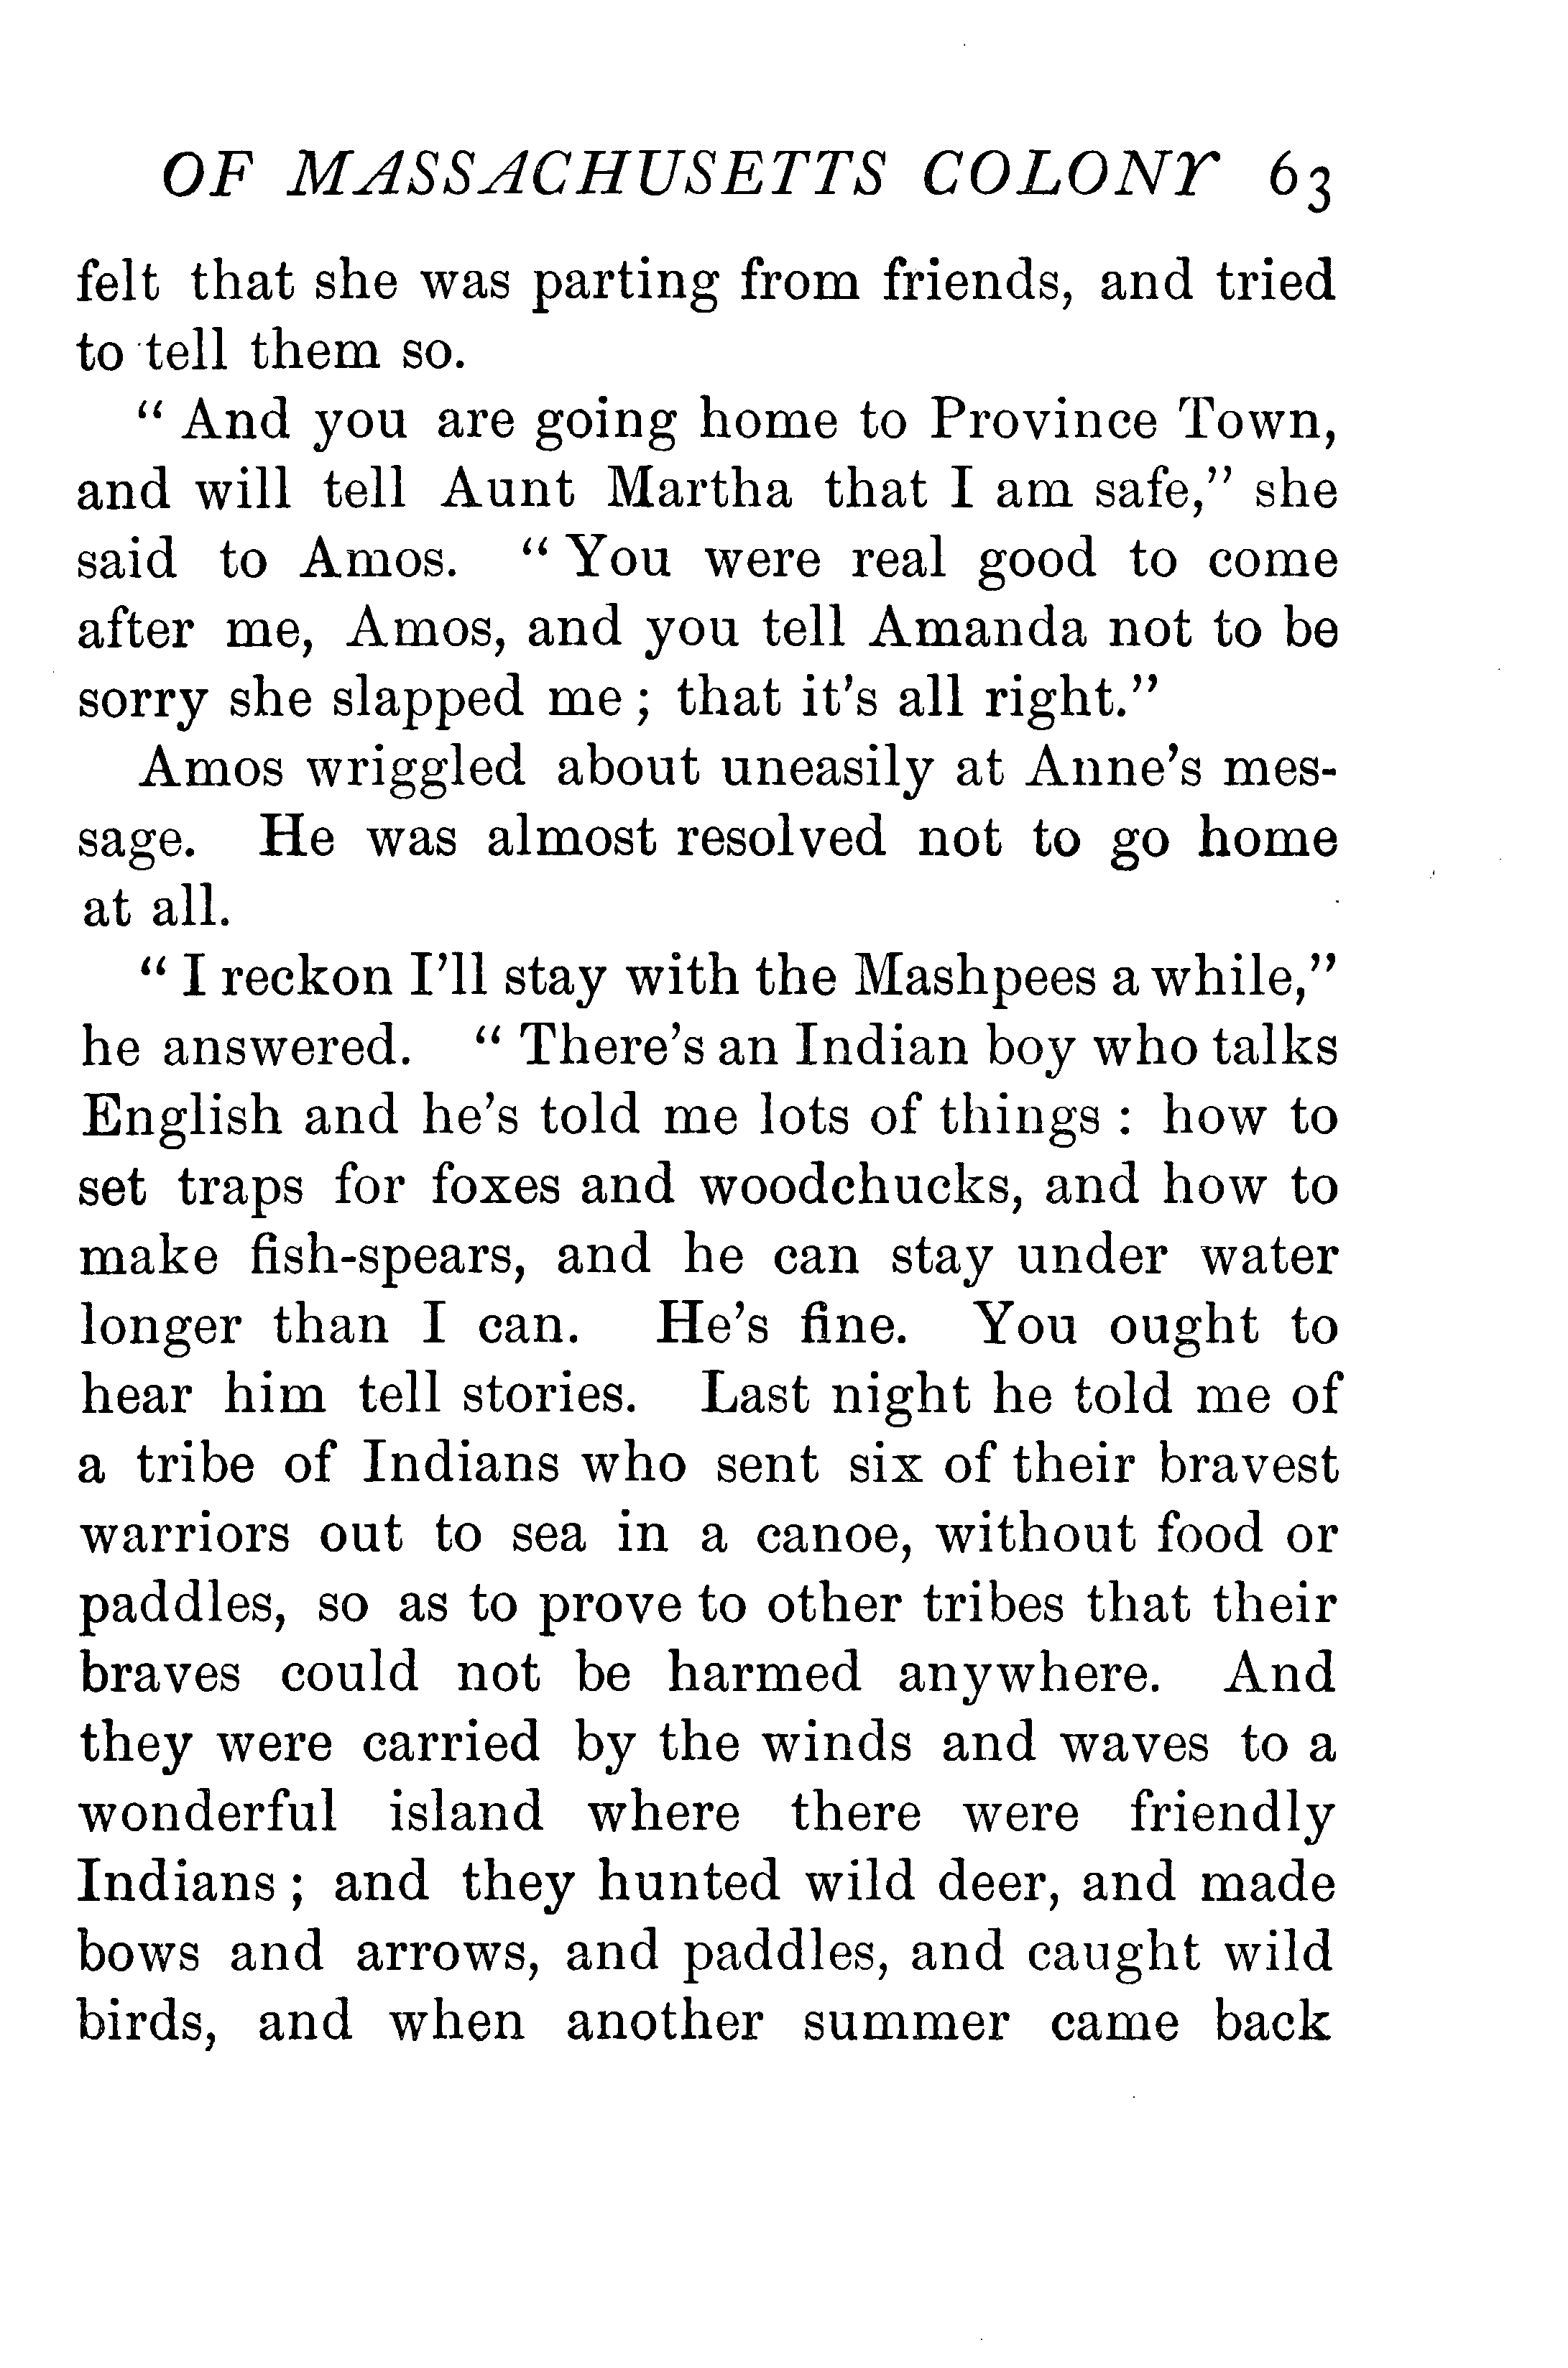 OF MASSACHUSETTS COLONY 63
felt that she was parting from friends, and tried
to tell them so.
“ And you are going home to Province Town,
and will tell Aunt Martha that I am safe,” she
said to Amos. “ You were real good to come
after me, Amos, and you tell Amanda not to be
sorry she slapped me ; that it’s all right.”
Amos wriggled about uneasily at Anne’s mes-
sage. He was almost resolved not to go home
at all.
“ I reckon I’ll stay with the Mashpees a while,”
he answered. “ There’s an Indian boy who talks
English and he’s told me lots of things : how to
set traps for foxes and woodchucks, and how to
make fish-spears, and he can stay under water
longer than I can. He’s fine. You ought to
hear him tell stories. Last night he told me of
a tribe of Indians who sent six of their bravest
warriors out to sea in a canoe, without food or
paddles, so as to prove to other tribes that their
braves could not be harmed anywhere. And
they were carried by the winds and waves to a
wonderful island where there were friendly
Indians ; and they hunted wild deer, and made
bows and arrows, and paddles, and caught wild
birds, and when another summer came back